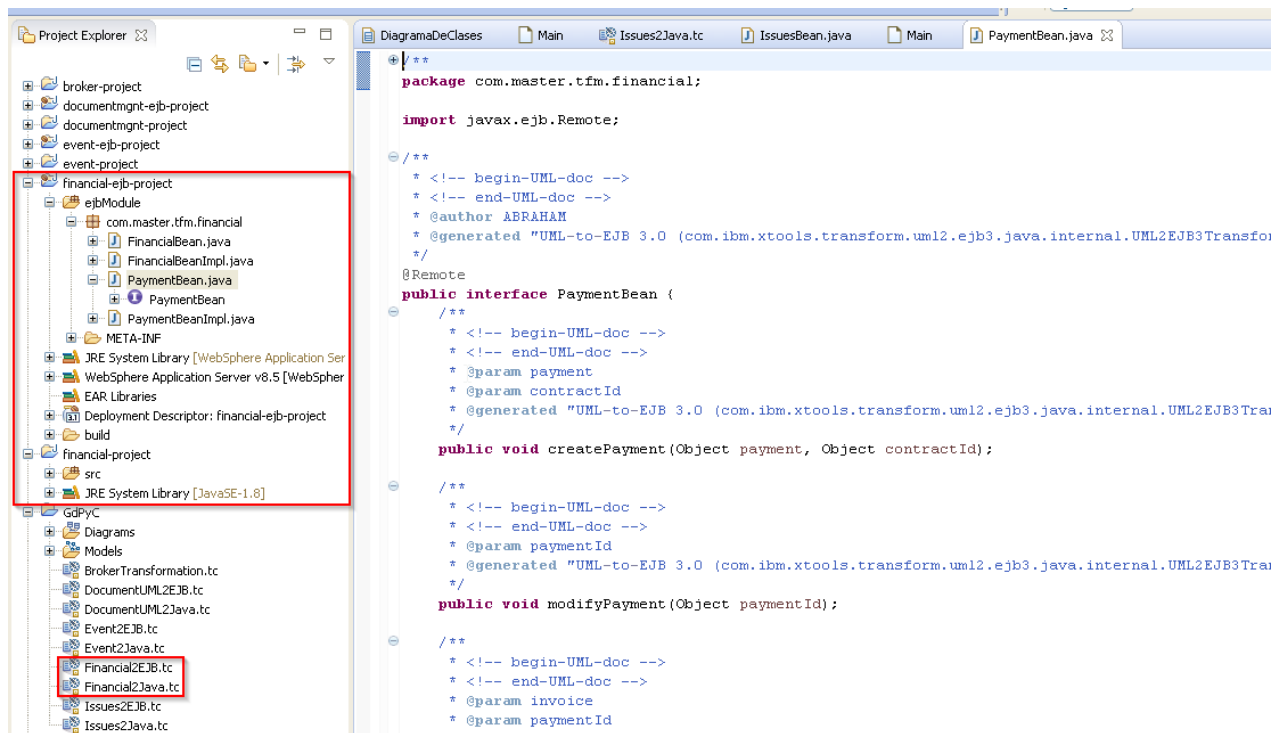 Project Explorer
broker-project
documentmgnt-ejb-project
documentmgnt-project
event-ejb-project
event-project
financial-ejb-project
ejbModule
com.master.tfm.financial
FinancialBean.java
FinancialBeanImpl.java
PaymentBean.java
PaymentBean
PaymentBeanImpl.java
META-INF
JRE System Library [WebSphere Application Ser
WebSphere Application Server v8.5 [WebSpher
EAR Libraries
Deployment Descriptor: financial-ejb-project
build
financial-project
src
JRE System Library [JavaSE-1.8]
GdPyC
Diagrams
Models
BrokerTransformation.tc
DocumentUML2EJB.tc
DocumentUML2Java.tc
Event2EJB.tc
Event2Java.tc
Financial2EJB.tc
Financial2Java.tc
Issues2EJB.tc
Issues2Java.tc
DiagramaDeClases Main Issues2Java.tc IssuesBean.java Main PaymentBean.java
/**
package com.master.tfm.financial;
import javax.ejb.Remote;
/**
* <!-- begin-UML-doc -->
* <!-- end-UML-doc -->
* @author ABRAHAM
* @generated "UML-to-EJB 3.0 (com.ibm.xtools.transform.uml2.ejb3.java.internal.UML2EJB3Transfor
*/
@Remote
public interface PaymentBean {
/**
* <!-- begin-UML-doc -->
* <!-- end-UML-doc -->
* @param payment
* @param contractId
* @generated "UML-to-EJB 3.0 (com.ibm.xtools.transform.uml2.ejb3.java.internal.UML2EJB3Tra
*/
public void createPayment(Object payment, Object contractId);
/**
* <!-- begin-UML-doc -->
* <!-- end-UML-doc -->
* @param paymentId
* @generated "UML-to-EJB 3.0 (com.ibm.xtools.transform.uml2.ejb3.java.internal.UML2EJB3Tra
*/
public void modifyPayment(Object paymentId);
/**
* <!-- begin-UML-doc -->
* <!-- end-UML-doc -->
* @param invoice
* @param paymentId